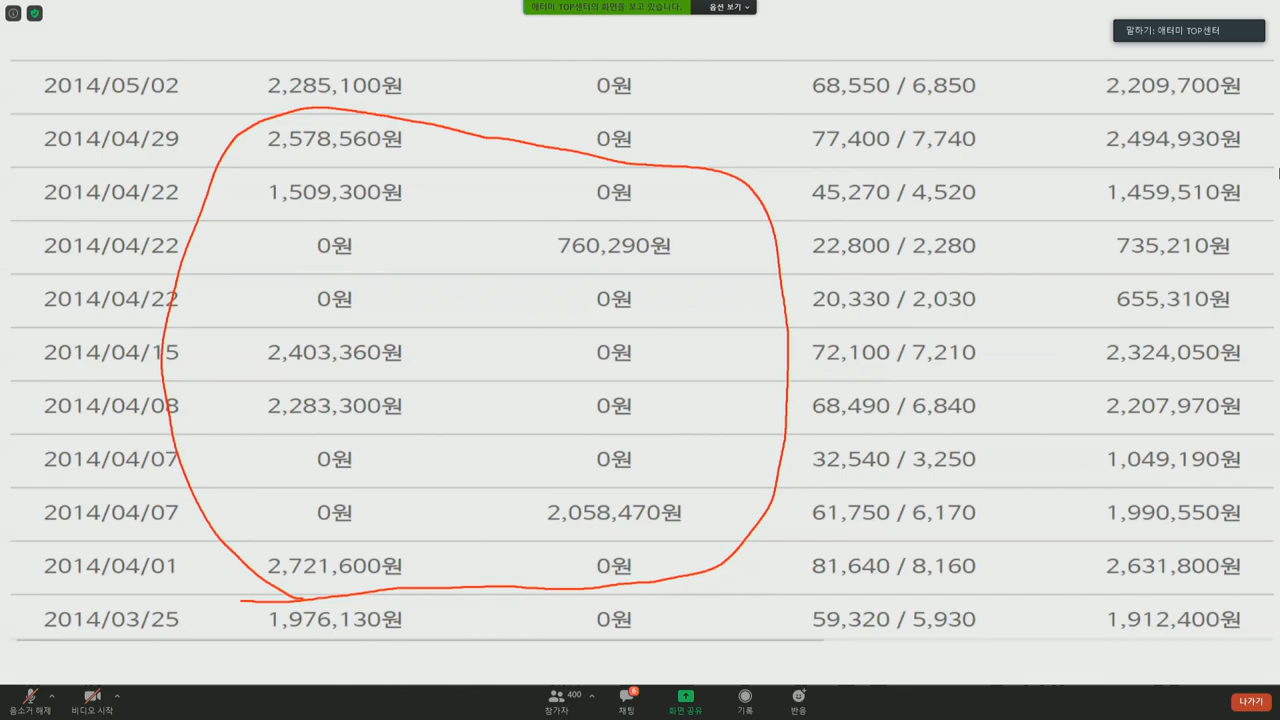 애터미 TOP센터의 화면을 보고 있습니다. 옵션 보기
말하기: 애터미 TOP센터
2014/05/02 2,285,100원 0원 68,550 / 6,850 2,209,700원
2014/04/29 2,578,560원 0원 77,400 / 7,740 2,494,930원
2014/04/22 1,509,300원 0원 45,270 / 4,520 1,459,510원
2014/04/22 0원 760,290원 22,800 / 2,280 735,210원
2014/04/22 0원 0원 20,330 / 2,030 655,310원
2014/04/15 2,403,360원 0원 72,100 / 7,210 2,324,050원
2014/04/08 2,283,300원 0원 68,490 / 6,840 2,207,970원
2014/04/07 0원 0원 32,540 / 3,250 1,049,190원
2014/04/07 0원 2,058,470원 61,750 / 6,170 1,990,550원
2014/04/01 2,721,600원 0원 81,640 / 8,160 2,631,800원
2014/03/25 1,976,130원 0원 59,320 / 5,930 1,912,400원
400 6
음소거 해제 비디오 시작 참가자 채팅 화면 공유 기록 반응 나가기